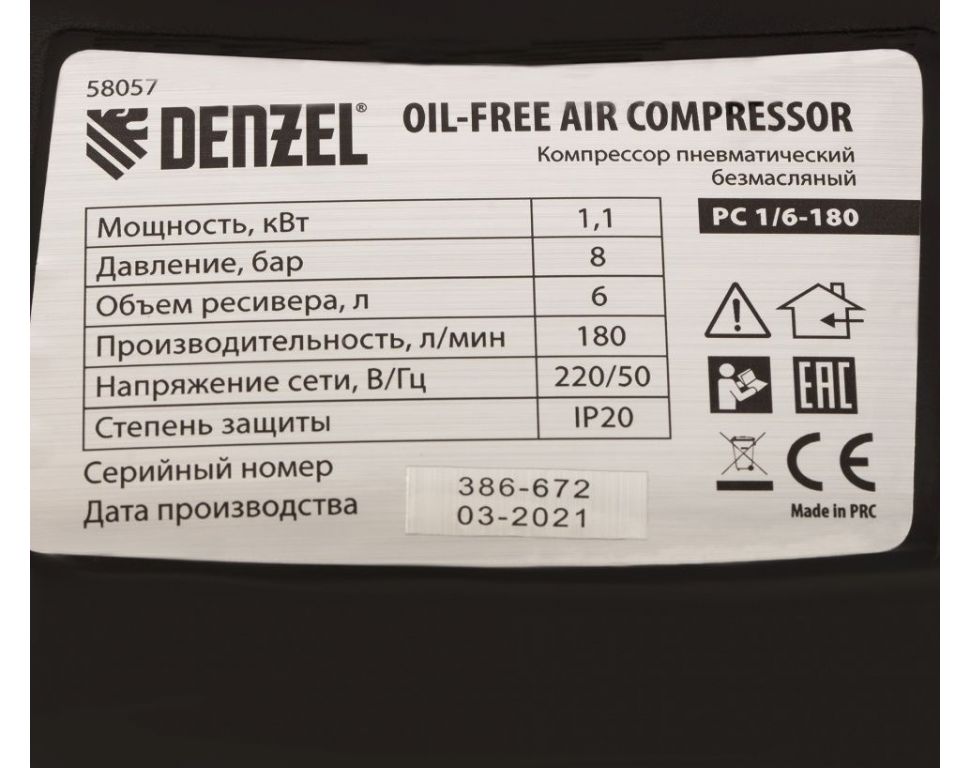 58057
DENZEL®
OIL-FREE AIR COMPRESSOR
Компрессор пневматический
безмасляный
PC 1/6-180
Мощность, кВт 1,1
Давление, бар 8
Объем ресивера, л 6
Производительность, л/мин 180
Напряжение сети, В/Гц 220/50
Степень защиты IP20
Серийный номер 386-672
Дата производства 03-2021
EAC
CE
Made in PRC